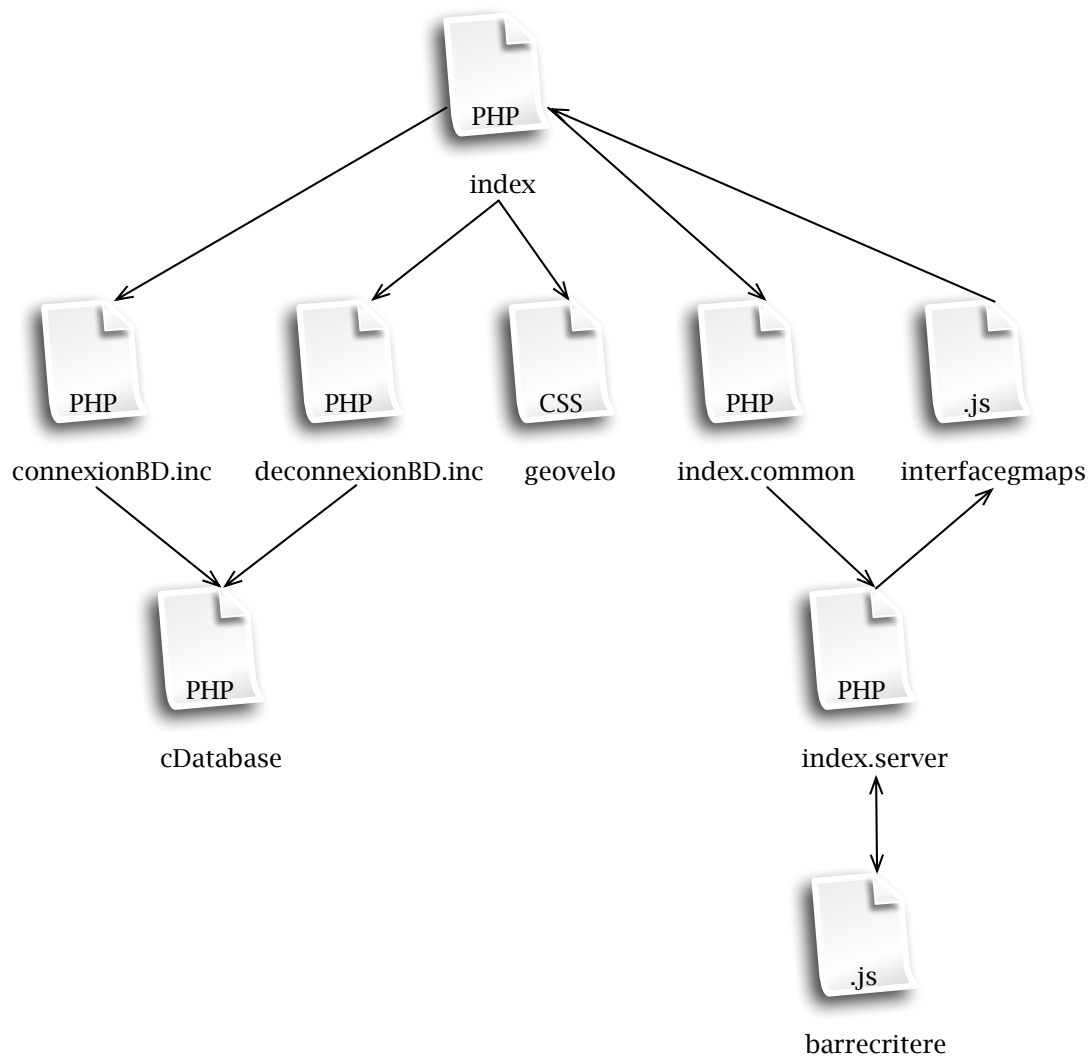 PHP
index
PHP
PHP
CSS
PHP
.js
connexionBD.inc
deconnexionBD.inc
geovelo
index.common
interfacegmaps
PHP
PHP
cDatabase
index.server
.js
barrecritere